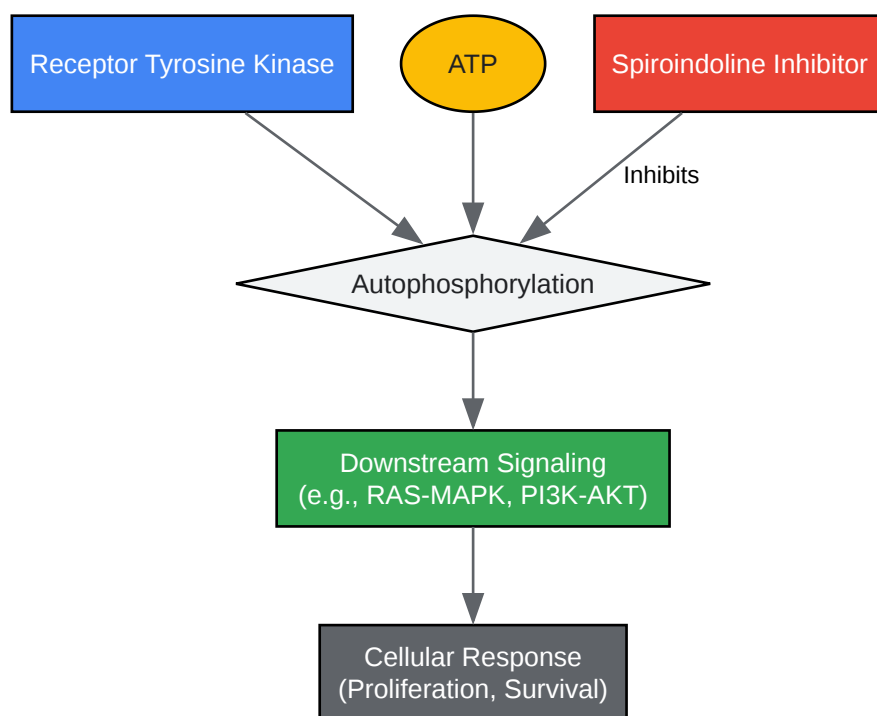 Receptor Tyrosine Kinase
ATP
Spiroindoline Inhibitor
Inhibits
Autophosphorylation
Downstream Signaling
(e.g., RAS-MAPK, PI3K-AKT)
Cellular Response
(Proliferation, Survival)